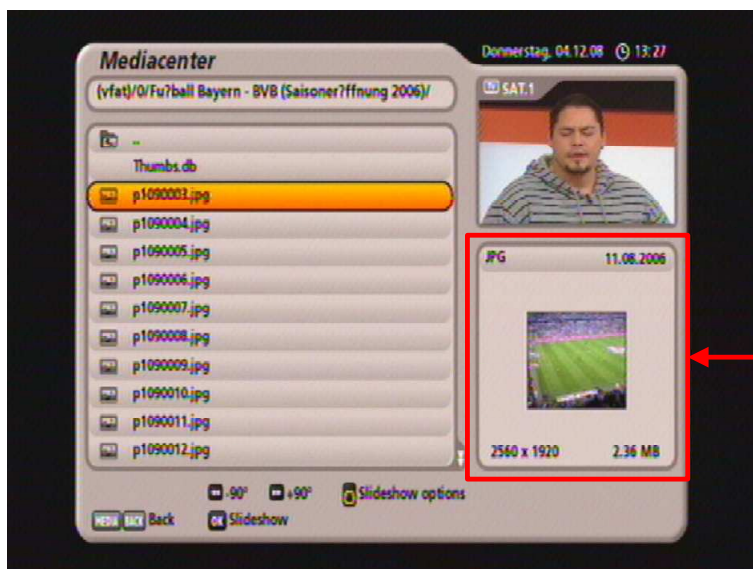 Mediacenter
Donnerstag, 04.12.08 13:27
(vfat)/0/Fu?ball Bayern - BVB (Saisoner?ffnung 2006)/
SAT.1
..
Thumbs.db
p1090003.jpg
p1090004.jpg
p1090005.jpg
p1090006.jpg
p1090007.jpg
p1090008.jpg
p1090009.jpg
p1090010.jpg
p1090011.jpg
p1090012.jpg
JPG 11.08.2006
2560 x 1920 2.36 MB
-90° +90° Slideshow options
MEDIA BACK Back OK Slideshow